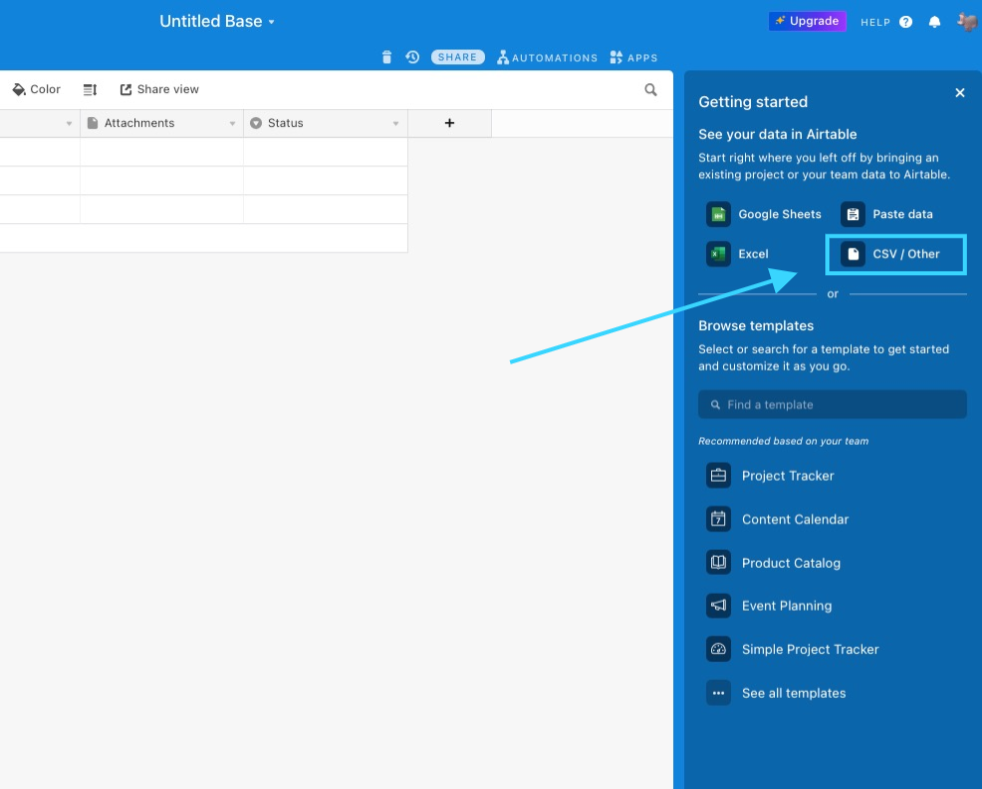 Untitled Base
Upgrade
HELP
SHARE
AUTOMATIONS
APPS
Color
Share view
Attachments
Status
+
Getting started
See your data in Airtable
Start right where you left off by bringing an
existing project or your team data to Airtable.
Google Sheets
Paste data
Excel
CSV / Other
or
Browse templates
Select or search for a template to get started
and customize it as you go.
Find a template
Recommended based on your team
Project Tracker
Content Calendar
Product Catalog
Event Planning
Simple Project Tracker
See all templates